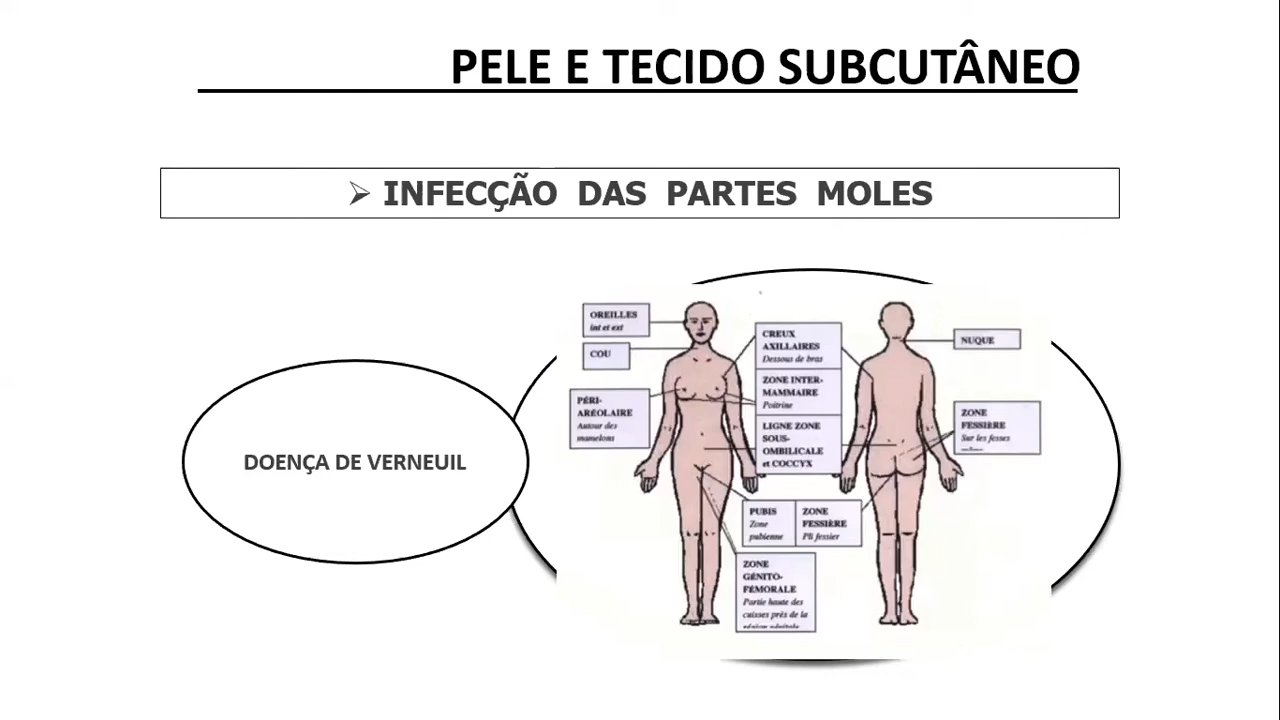 PELE E TECIDO SUBCUTÂNEO
INFECÇÃO DAS PARTES MOLES
DOENÇA DE VERNEUIL
OREILLES
int et ext
COU
PÉRI-
ARÉOLAIRE
Autour des
mamelons
CREUX
AXILLAIRES
Dessous de bras
ZONE INTER-
MAMMAIRE
Poitrine
LIGNE ZONE
SOUS-
OMBILICALE
et COCCYX
PUBIS
Zone
pubienne
ZONE
FESSIÈRE
Pli fessier
ZONE
GÉNITO-
FÉMORALE
Partie haute des
cuisses près de la
NUQUE
ZONE
FESSIÈRE
Sur les fesses